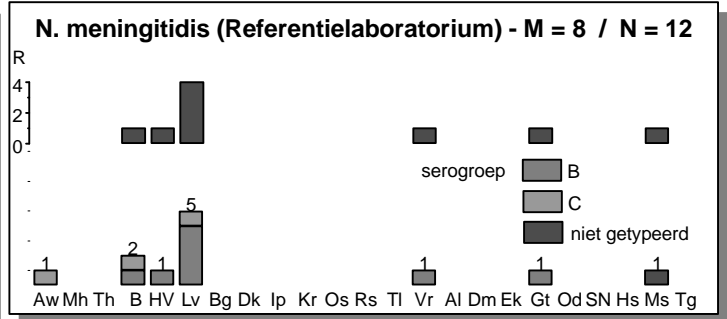 N. meningitidis (Referentielaboratorium) - M = 8 / N = 12
R
4
2
0
serogroep B
C
niet getypeerd
1 2 1 5 1 1 1
Aw Mh Th B HV Lv Bg Dk Ip Kr Os Rs Tl Vr Al Dm Ek Gt Od SN Hs Ms Tg